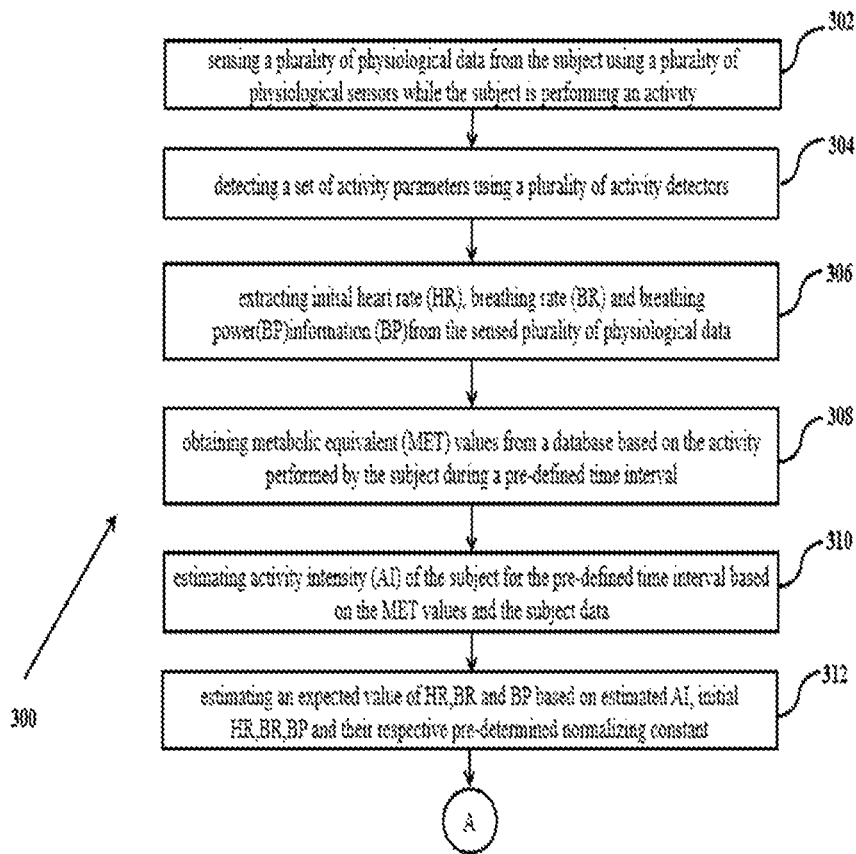 302
sensing a plurality of physiological data from the subject using a plurality of
physiological sensors while the subject is performing an activity
304
detecting a set of activity parameters using a plurality of activity detectors
306
extracting initial heart rate (HR), breathing rate (BR) and breathing
power(BP)information (BP)from the sensed plurality of physiological data
308
obtaining metabolic equivalent (MET) values from a database based on the activity
performed by the subject during a pre-defined time interval
310
estimating activity intensity (AI) of the subject for the pre-defined time interval based
on the MET values and the subject data
312
estimating an expected value of HR,BR and BP based on estimated AI, initial
HR,BR,BP and their respective pre-determined normalizing constant
300
A